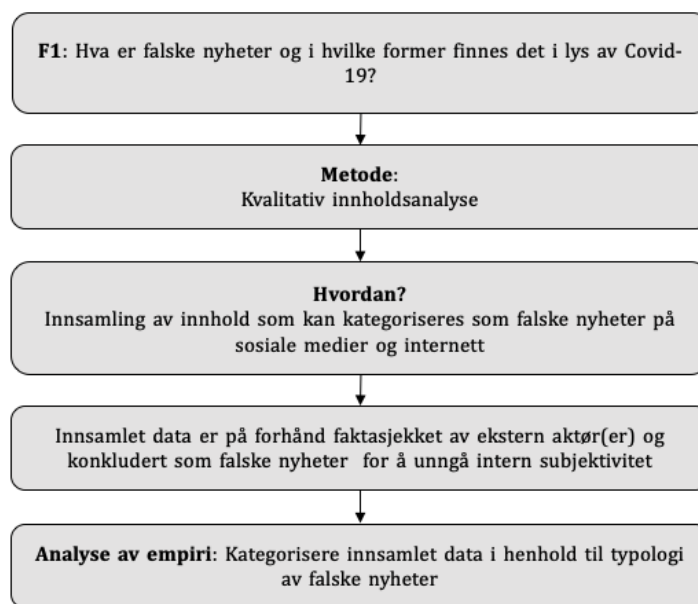 F1: Hva er falske nyheter og i hvilke former finnes det i lys av Covid-
19?
Metode:
Kvalitativ innholdsanalyse
Hvordan?
Innsamling av innhold som kan kategoriseres som falske nyheter på
sosiale medier og internett
Innsamlet data er på forhånd faktasjekket av ekstern aktør(er) og
konkludert som falske nyheter for å unngå intern subjektivitet
Analyse av empiri: Kategorisere innsamlet data i henhold til typologi
av falske nyheter